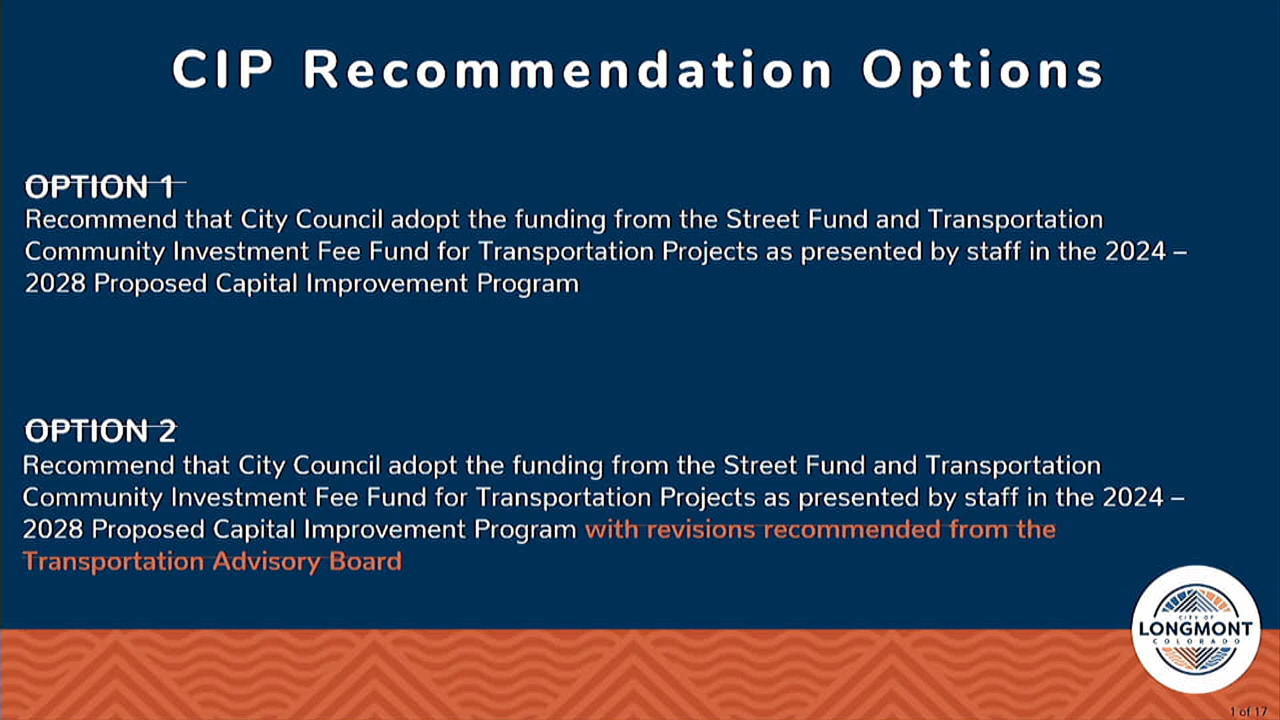 CIP Recommendation Options
OPTION 1
Recommend that City Council adopt the funding from the Street Fund and Transportation
Community Investment Fee Fund for Transportation Projects as presented by staff in the 2024 –
2028 Proposed Capital Improvement Program
OPTION 2
Recommend that City Council adopt the funding from the Street Fund and Transportation
Community Investment Fee Fund for Transportation Projects as presented by staff in the 2024 –
2028 Proposed Capital Improvement Program with revisions recommended from the
Transportation Advisory Board
CITY OF
LONGMONT
COLORADO
1 of 17